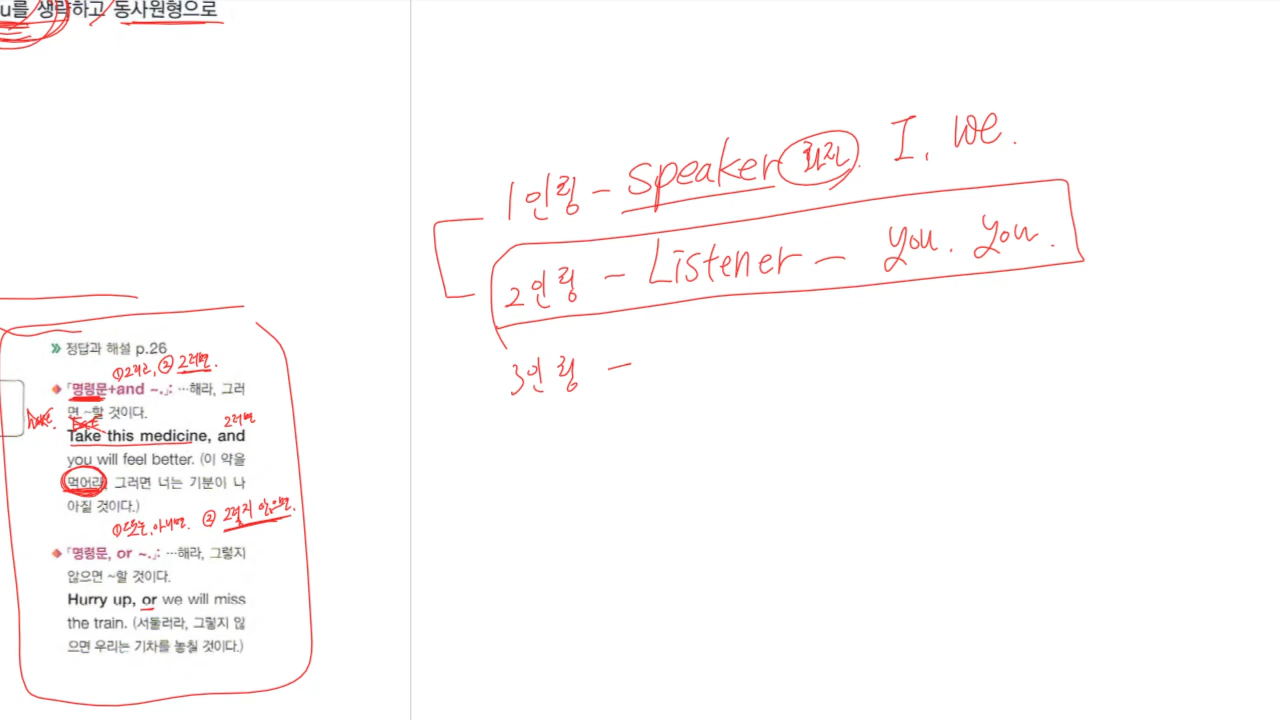 u를 생략하고 동사원형으로
» 정답과 해설 p.26
①그리고, ② 그러면.
◆ 「명령문+and ~.」: …해라, 그러
면 ~할 것이다.
take. Eat 그러면
Take this medicine, and
you will feel better. (이 약을
먹어라, 그러면 너는 기분이 나
아질 것이다.)
①또는, 아니면. ② 그렇지 않으면.
◆ 「명령문, or ~.」: …해라, 그렇지
않으면 ~할 것이다.
Hurry up, or we will miss
the train. (서둘러라, 그렇지 않
으면 우리는 기차를 놓칠 것이다.)
1인칭 - speaker 화자. I, we.
2인칭 - Listener - you. you.
3인칭 -